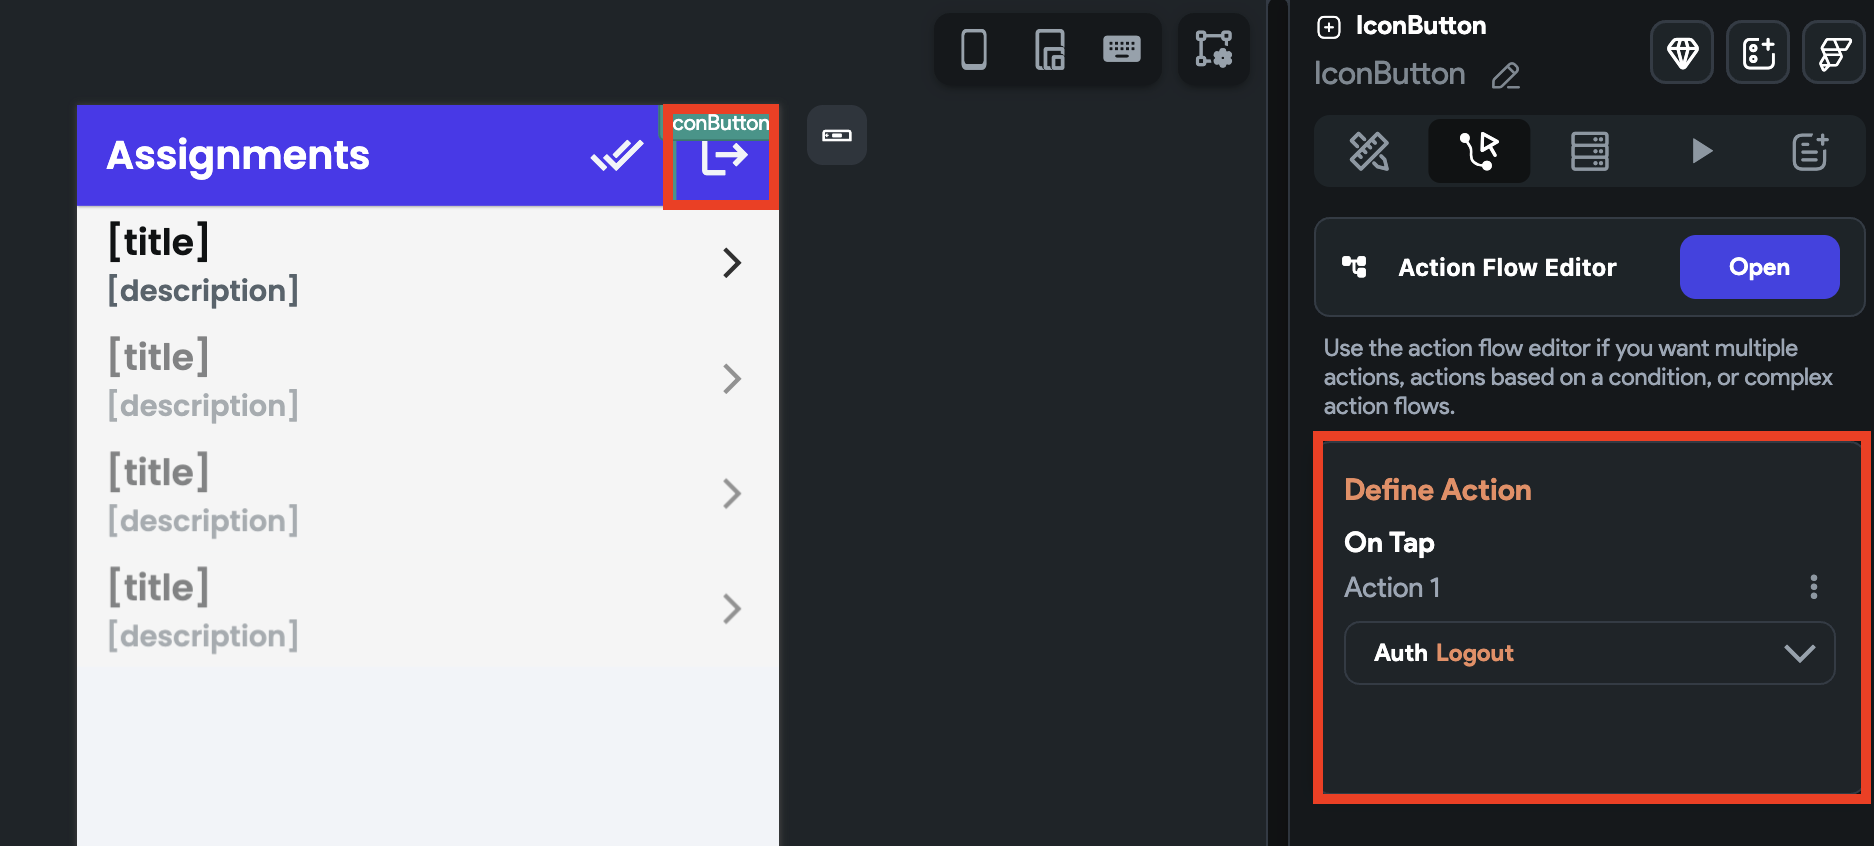 Assignments
conButton
[title]
[description]
[title]
[description]
[title]
[description]
[title]
[description]
IconButton
IconButton
Action Flow Editor
Open
Use the action flow editor if you want multiple
actions, actions based on a condition, or complex
action flows.
Define Action
On Tap
Action 1
Auth Logout